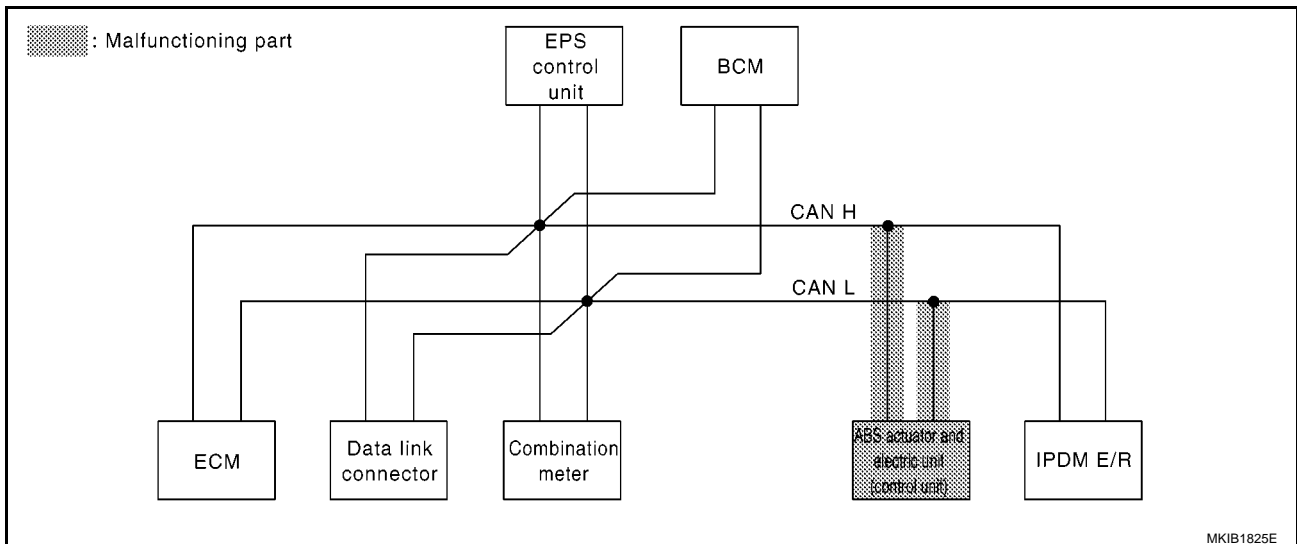 : Malfunctioning part
EPS
control
unit
BCM
CAN H
CAN L
ECM
Data link
connector
Combination
meter
ABS actuator and
electric unit
(control unit)
IPDM E/R
MKIB1825E